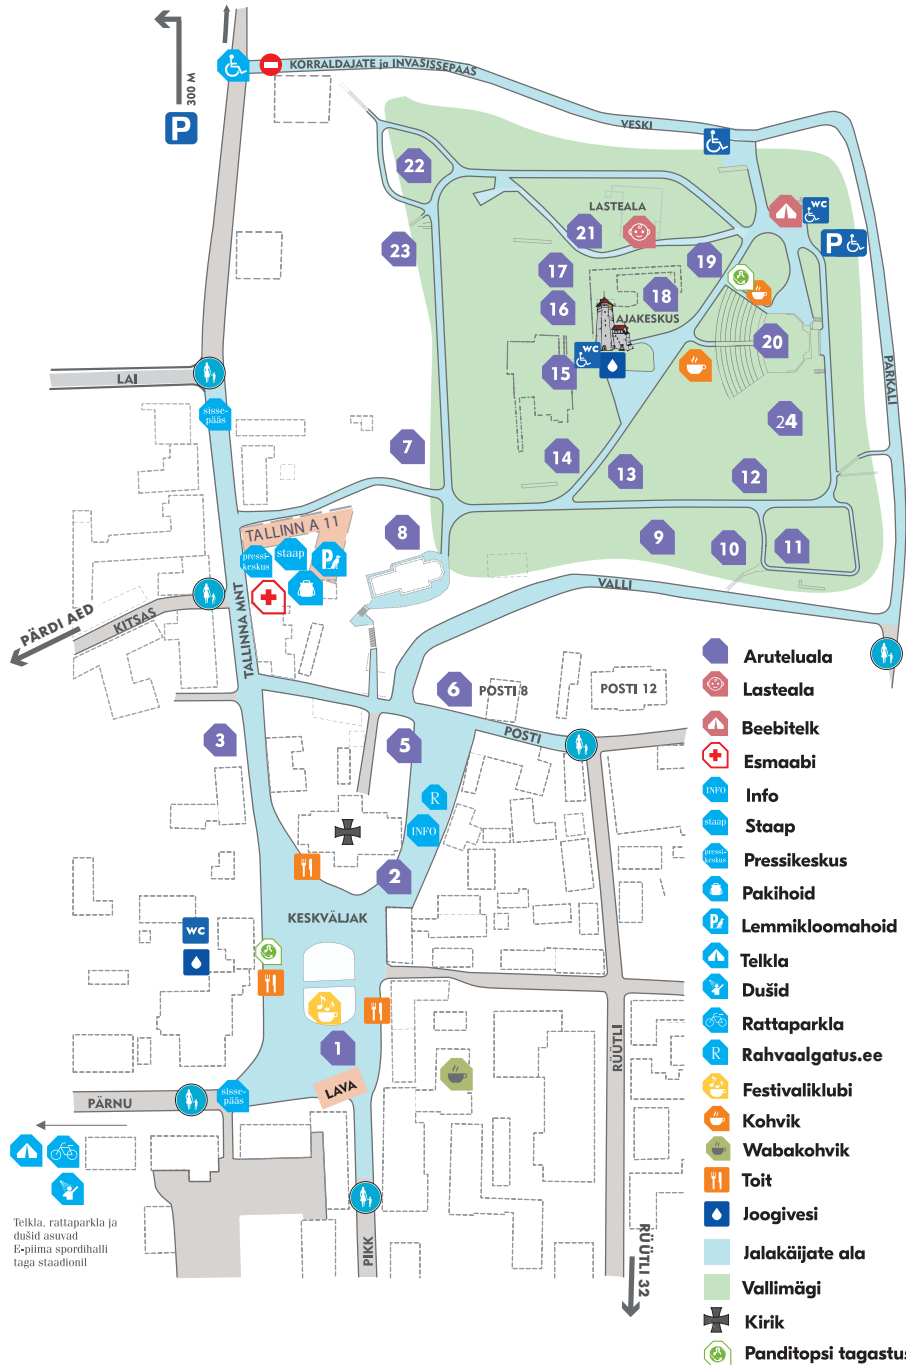 300 M
P
KORRALDAJATE ja INVASISSEPÄÄS
VESKI
WC
P
22
LASTEALA
21
23
19
17
18
16
AJAKESKUS
20
WC
15
LAI
PARKALI
sisse-
pääs
24
7
14
13
12
TALLINN A 11
8
9
10
11
pressi-
keskus
staap
P
VALLI
TALLINNA MNT
KITSAS
PÄRDI AED
6
POSTI 8
POSTI 12
3
5
POSTI
R
INFO
2
KESKVÄLJAK
WC
1
LAVA
RÜÜTLI
PÄRNU
sisse-
pääs
PIKK
RÜÜTLI 32
Telkla, rattaparkla ja
dušid asuvad
E-piima spordihalli
taga staadionil
Aruteluala
Lasteala
Beebitelk
Esmaabi
INFO Info
staap Staap
pressi-
keskus Pressikeskus
Pakihoid
P Lemmikloomahoid
Telkla
Dušid
Rattaparkla
R Rahvaalgatus.ee
Festivaliklubi
Kohvik
Wabakohvik
Toit
Joogivesi
Jalakäijate ala
Vallimägi
Kirik
Panditopsi tagastus